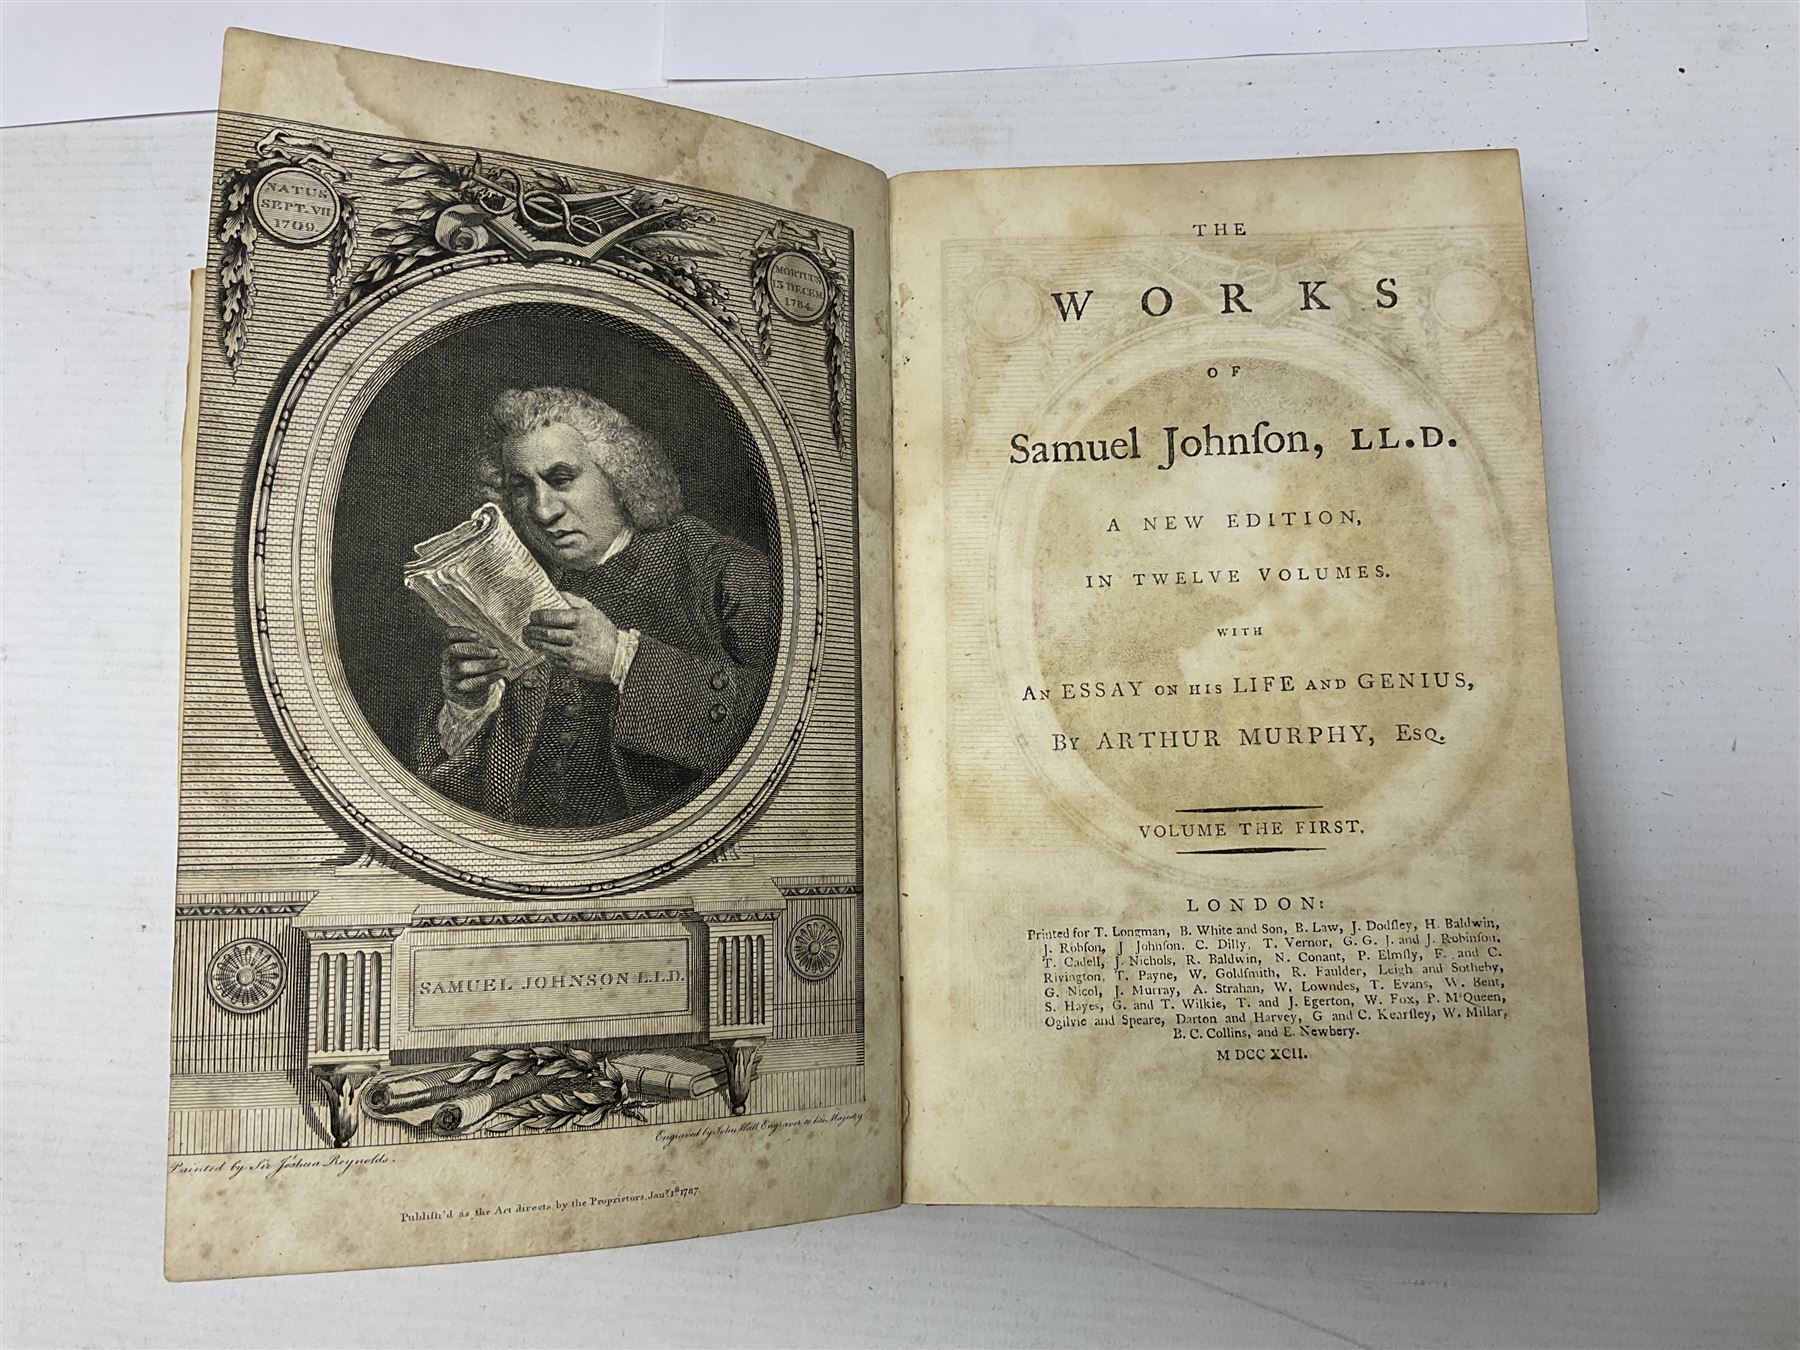 NATUS
SEPT. VII
1709.
MORTUUS
13 DECEM
1784.
SAMUEL JOHNSON L.L.D.
Painted by Sir Joshua Reynolds.
Engraved by John Hall Engraver to his Majesty.
Publiſh'd as the Act directs by the Proprietors, Janʸ. 1ˢᵗ 1787.
THE
WORKS
OF
Samuel Johnſon, LL.D.
A NEW EDITION,
IN TWELVE VOLUMES.
WITH
AN ESSAY ON HIS LIFE AND GENIUS,
BY ARTHUR MURPHY, ESQ.
VOLUME THE FIRST.
LONDON:
Printed for T. Longman, B. White and Son, B. Law, J. Dodſley, H. Baldwin,
J. Robſon, J Johnſon, C. Dilly, T. Vernor, G. G. J. and J. Robinſon,
T. Cadell, J. Nichols, R. Baldwin, N. Conant, P. Elmſly, F. and C.
Rivington, T. Payne, W. Goldſmith, R. Faulder, Leigh and Sotheby,
G. Nicol, J. Murray, A. Strahan, W. Lowndes, T. Evans, W. Bent,
S. Hayes, G. and T. Wilkie, T. and J. Egerton, W. Fox, P. M‘Queen,
Ogilvie and Speare, Darton and Harvey, G and C. Kearſley, W. Millar,
B. C. Collins, and E. Newbery.
M DCC XCII.